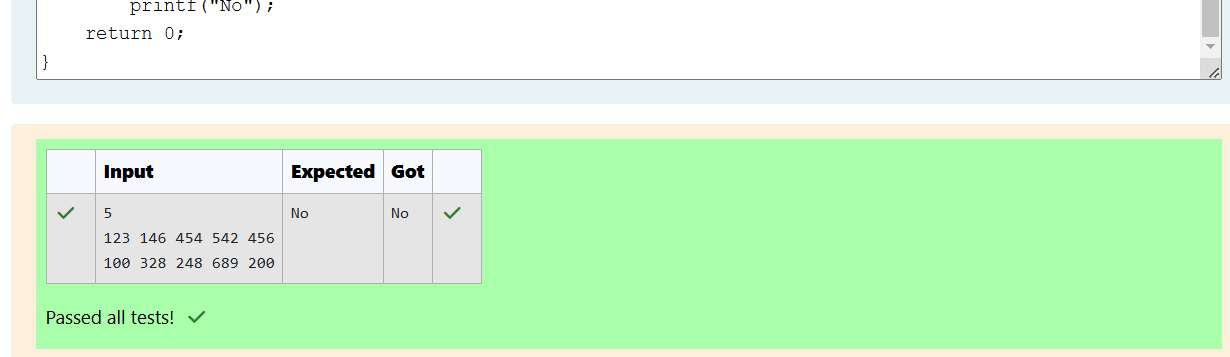 printf("No");
return 0;
}
Input Expected Got
5 No No
123 146 454 542 456
100 328 248 689 200
Passed all tests!